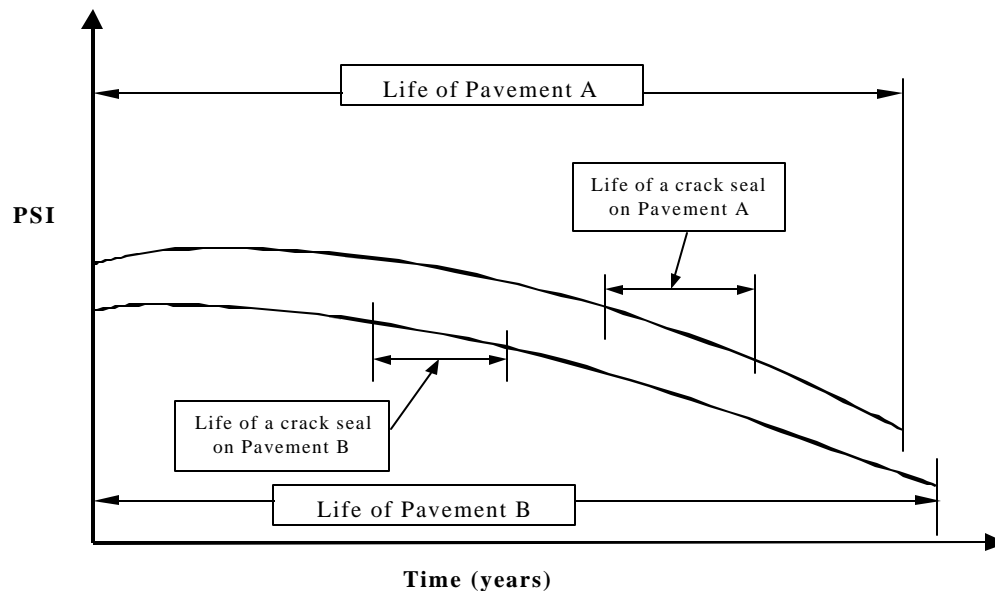 Life of Pavement A
Life of a crack seal
on Pavement A
PSI
Life of a crack seal
on Pavement B
Life of Pavement B
Time (years)